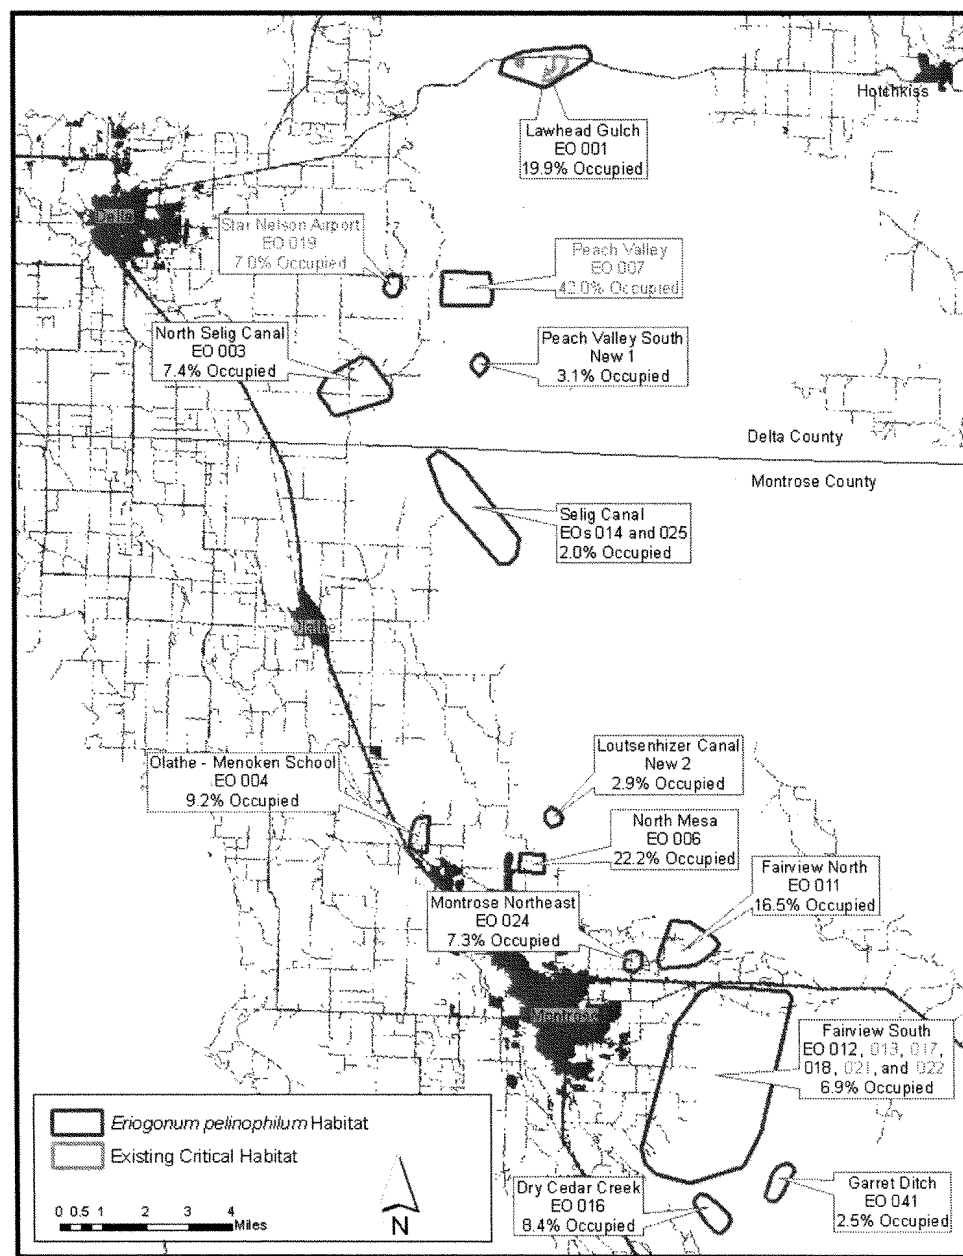 Hotchkiss
Lawhead Gulch
EO 001
19.9% Occupied
Delta
Star Nelson Airport
EO 019
7.0% Occupied
Peach Valley
EO 007
42.0% Occupied
North Selig Canal
EO 003
7.4% Occupied
Peach Valley South
New 1
3.1% Occupied
Delta County
Montrose County
Selig Canal
EOs 014 and 025
2.0% Occupied
Olathe
Loutsenhizer Canal
New 2
2.9% Occupied
Olathe - Menoken School
EO 004
9.2% Occupied
North Mesa
EO 006
22.2% Occupied
Fairview North
EO 011
16.5% Occupied
Montrose Northeast
EO 024
7.3% Occupied
Montrose
Fairview South
EO 012, 013, 017,
018, 021, and 022
6.9% Occupied
Eriogonum pelinophilum Habitat
Existing Critical Habitat
0 0.5 1 2 3 4
Miles
N
Dry Cedar Creek
EO 016
8.4% Occupied
Garret Ditch
EO 041
2.5% Occupied